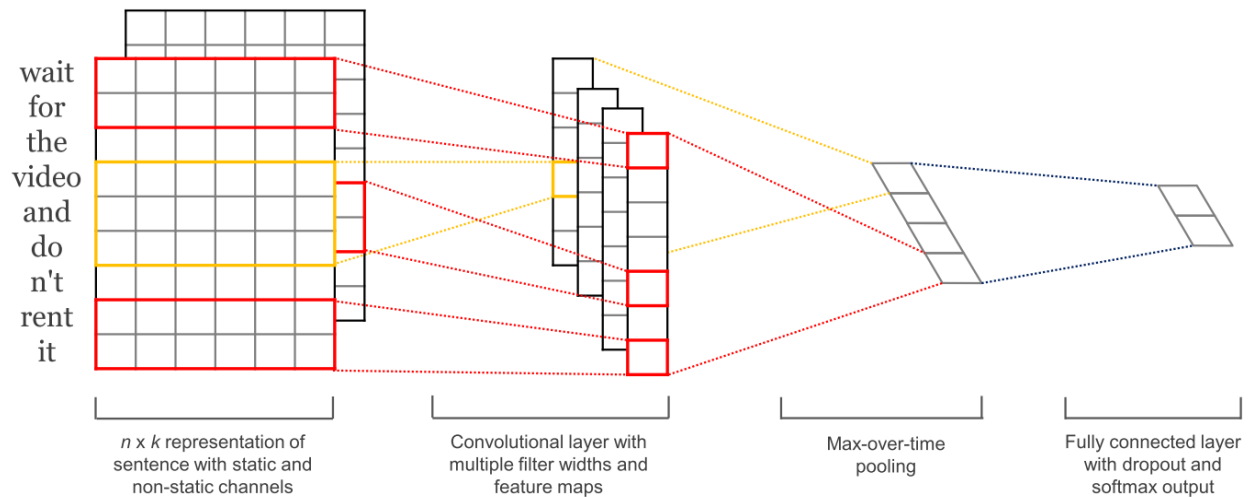 wait
for
the
video
and
do
n't
rent
it
n x k representation of
sentence with static and
non-static channels
Convolutional layer with
multiple filter widths and
feature maps
Max-over-time
pooling
Fully connected layer
with dropout and
softmax output